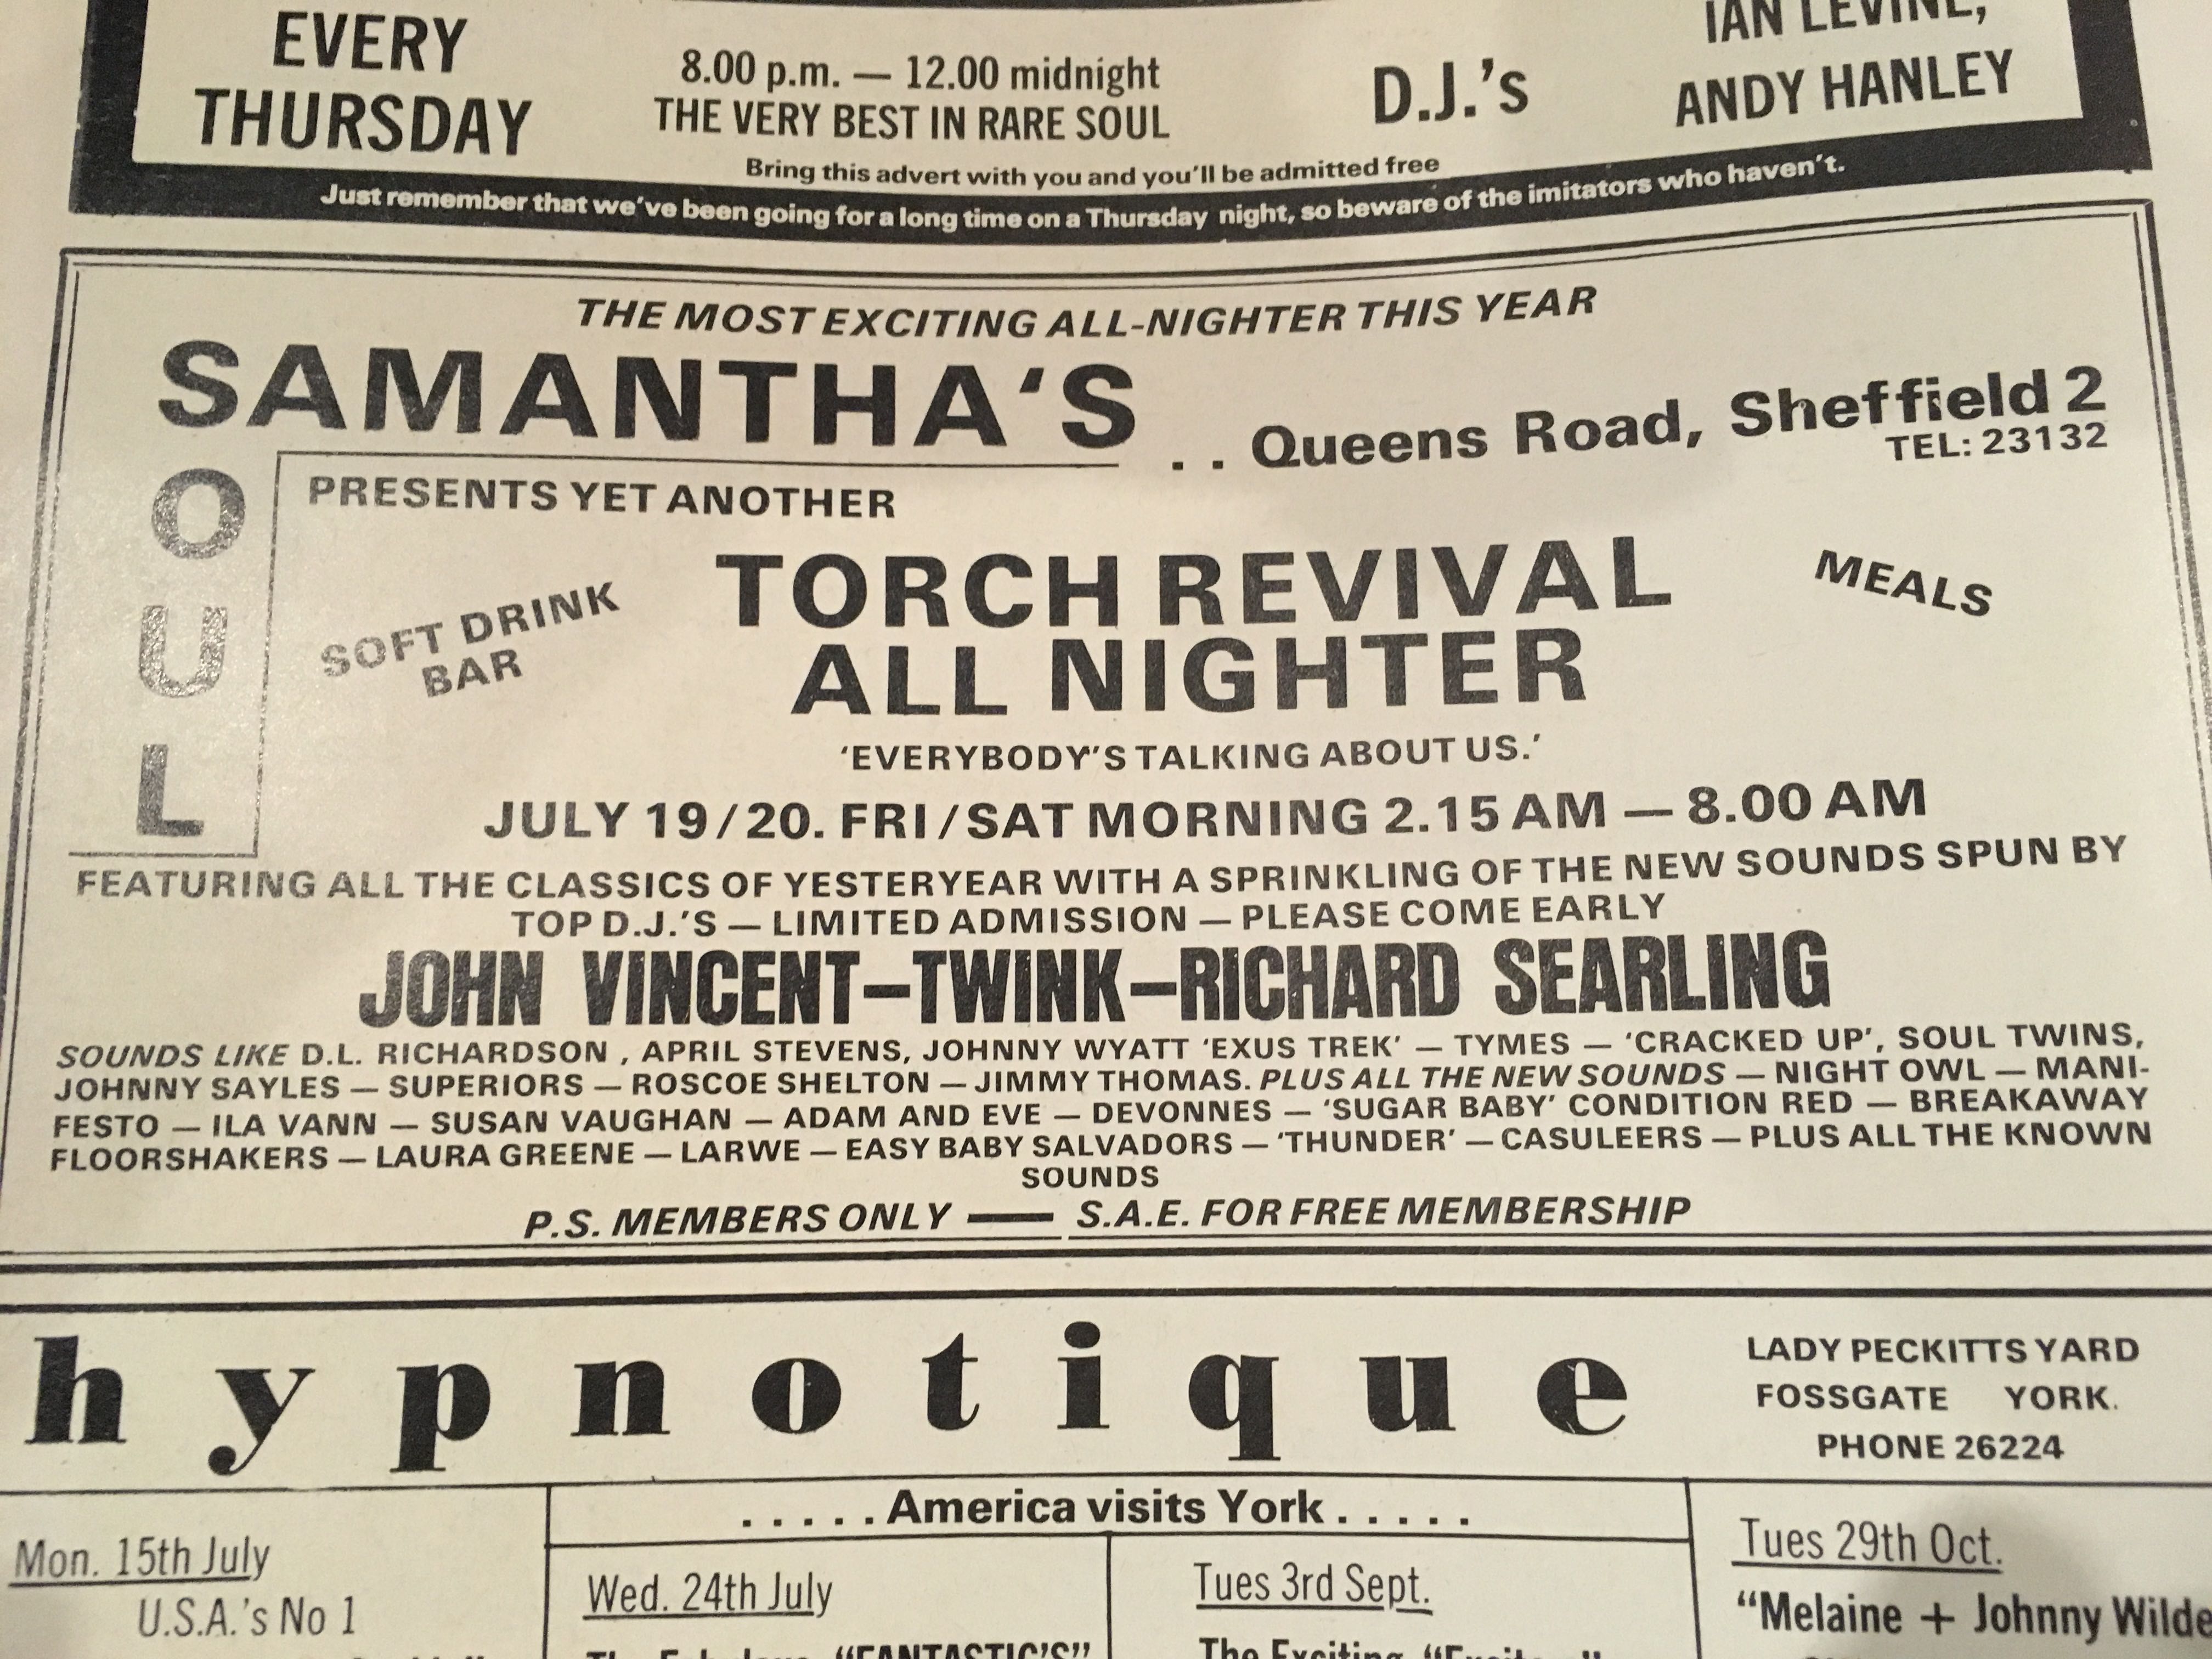 EVERY
THURSDAY
8.00 p.m. — 12.00 midnight
THE VERY BEST IN RARE SOUL
D.J.'s
IAN LEVINE,
ANDY HANLEY
Bring this advert with you and you'll be admitted free
Just remember that we've been going for a long time on a Thursday night, so beware of the imitators who haven't.
THE MOST EXCITING ALL-NIGHTER THIS YEAR
SAMANTHA'S
. . Queens Road, Sheffield 2
TEL: 23132
SOUL
PRESENTS YET ANOTHER
TORCH REVIVAL
ALL NIGHTER
SOFT DRINK
BAR
MEALS
'EVERYBODY'S TALKING ABOUT US.'
JULY 19/20. FRI/SAT MORNING 2.15 AM — 8.00 AM
FEATURING ALL THE CLASSICS OF YESTERYEAR WITH A SPRINKLING OF THE NEW SOUNDS SPUN BY
TOP D.J.'S — LIMITED ADMISSION — PLEASE COME EARLY
JOHN VINCENT—TWINK—RICHARD SEARLING
SOUNDS LIKE D.L. RICHARDSON , APRIL STEVENS, JOHNNY WYATT 'EXUS TREK' — TYMES — 'CRACKED UP', SOUL TWINS,
JOHNNY SAYLES — SUPERIORS — ROSCOE SHELTON — JIMMY THOMAS. PLUS ALL THE NEW SOUNDS — NIGHT OWL — MANI-
FESTO — ILA VANN — SUSAN VAUGHAN — ADAM AND EVE — DEVONNES — 'SUGAR BABY' CONDITION RED — BREAKAWAY
FLOORSHAKERS — LAURA GREENE — LARWE — EASY BABY SALVADORS — 'THUNDER' — CASULEERS — PLUS ALL THE KNOWN
SOUNDS
P.S. MEMBERS ONLY —— S.A.E. FOR FREE MEMBERSHIP
hypnotique
LADY PECKITTS YARD
FOSSGATE YORK.
PHONE 26224
. . . . . America visits York . . . . .
Mon. 15th July
U.S.A.'s No 1
Wed. 24th July
The Fabulous "FANTASTIC'S"
Tues 3rd Sept.
The Exciting
Tues 29th Oct.
"Melaine + Johnny Wilde